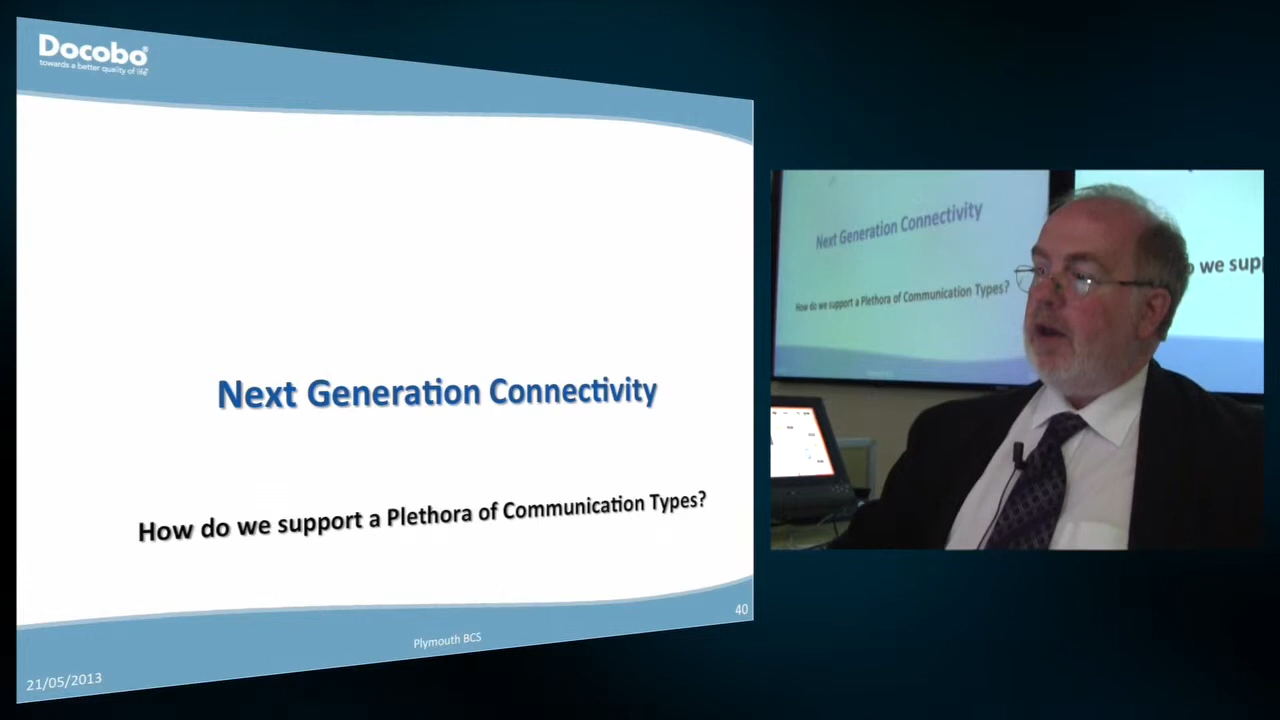 Docobo®
towards a better quality of life
Next Generation Connectivity
How do we support a Plethora of Communication Types?
40
Plymouth BCS
21/05/2013
Next Generation Connectivity
How do we support a Plethora of Communication Types?
we supp